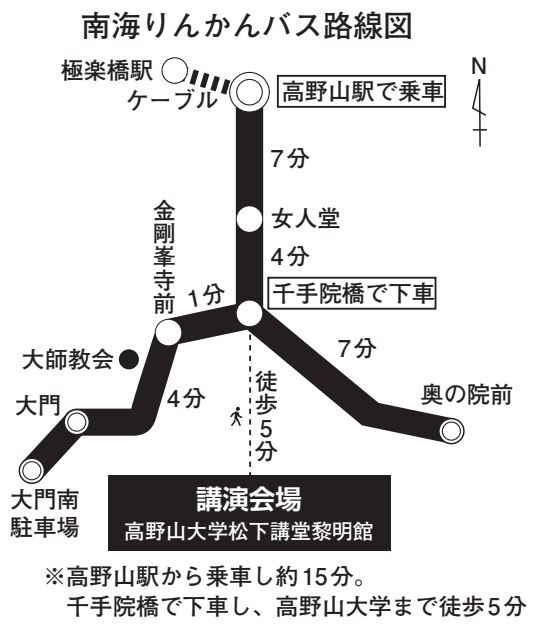 南海りんかんバス路線図
極楽橋駅
ケーブル
高野山駅で乗車
N
7分
女人堂
4分
金剛峯寺前
千手院橋で下車
1分
7分
大師教会
4分
徒歩5分
大門
奥の院前
大門南
駐車場
講演会場
高野山大学松下講堂黎明館
※高野山駅から乗車し約15分。
千手院橋で下車し、高野山大学まで徒歩5分